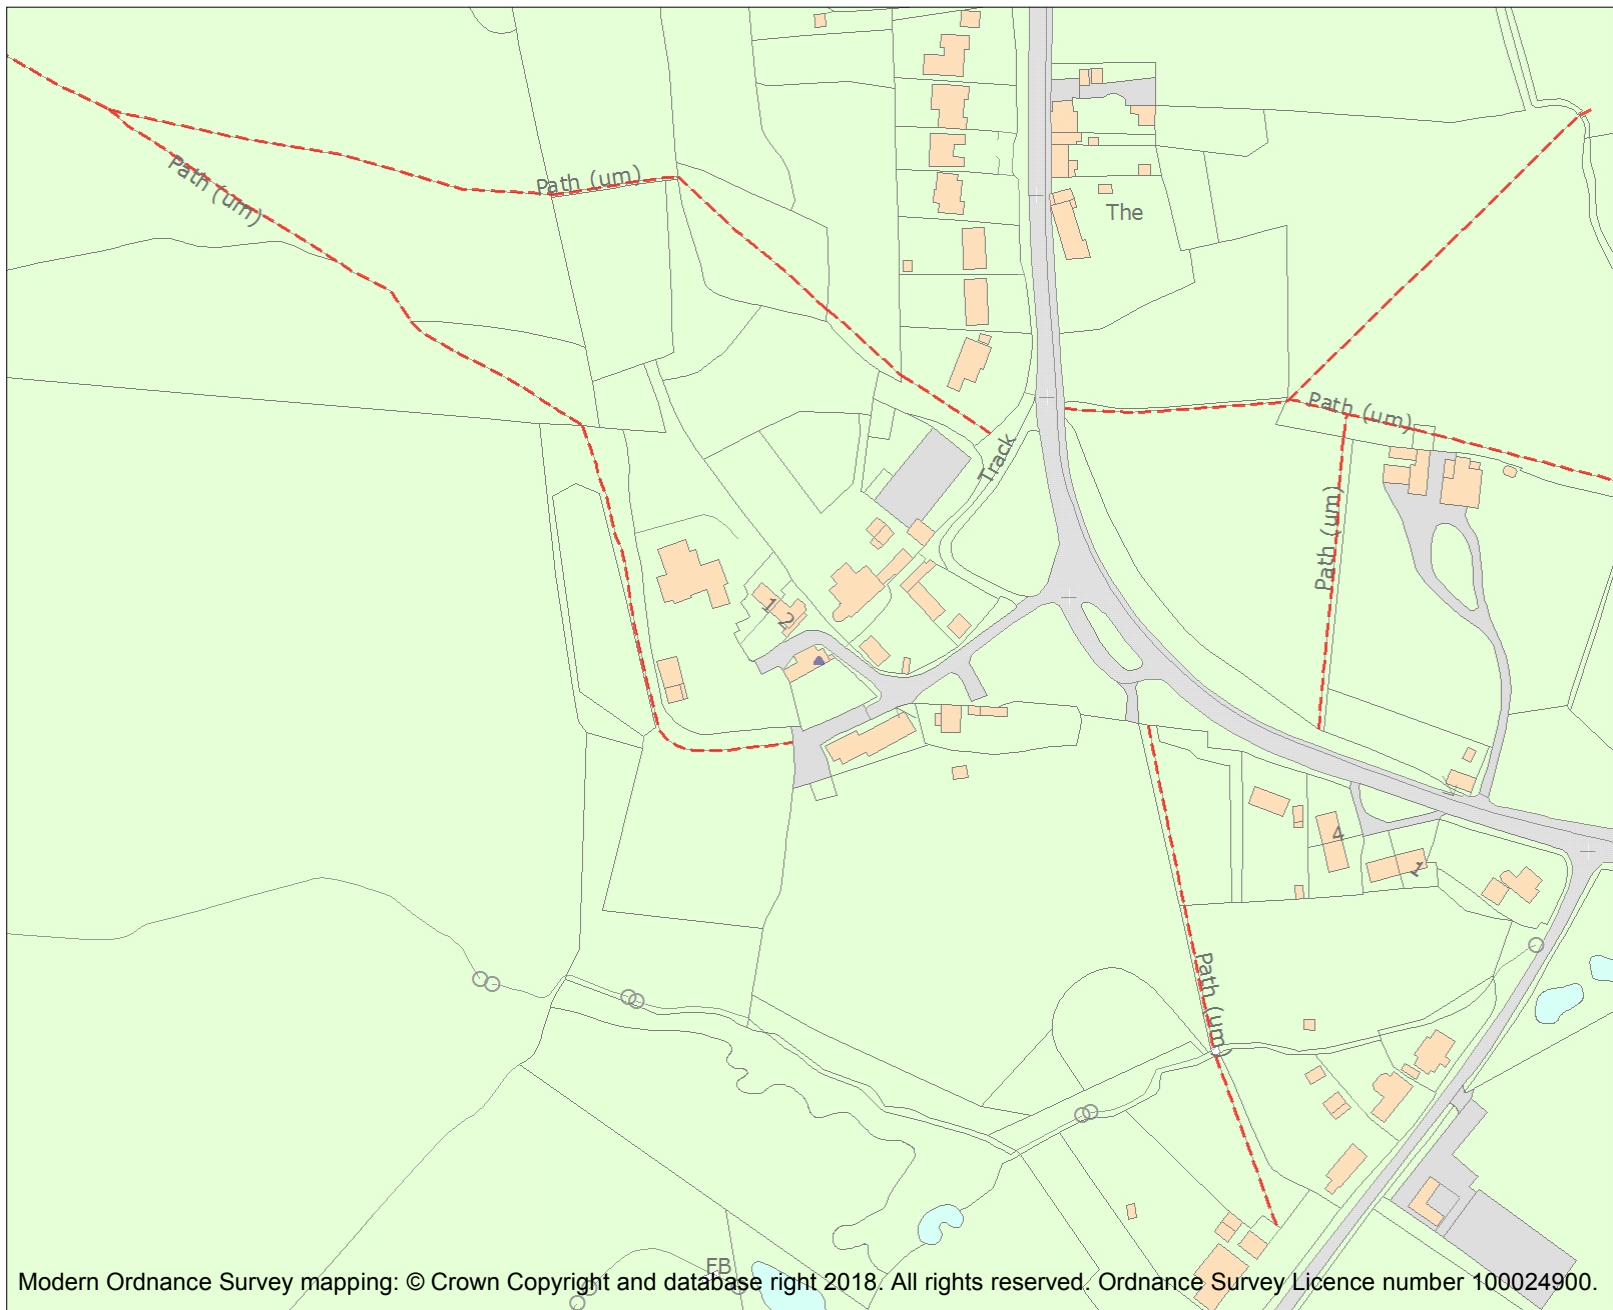 Path (um)
Path (um)
The
Path (um)
Track
Path (um)
1
2
4
1
Path (um)
FB
Modern Ordnance Survey mapping: © Crown Copyright and database right 2018. All rights reserved. Ordnance Survey Licence number 100024900.